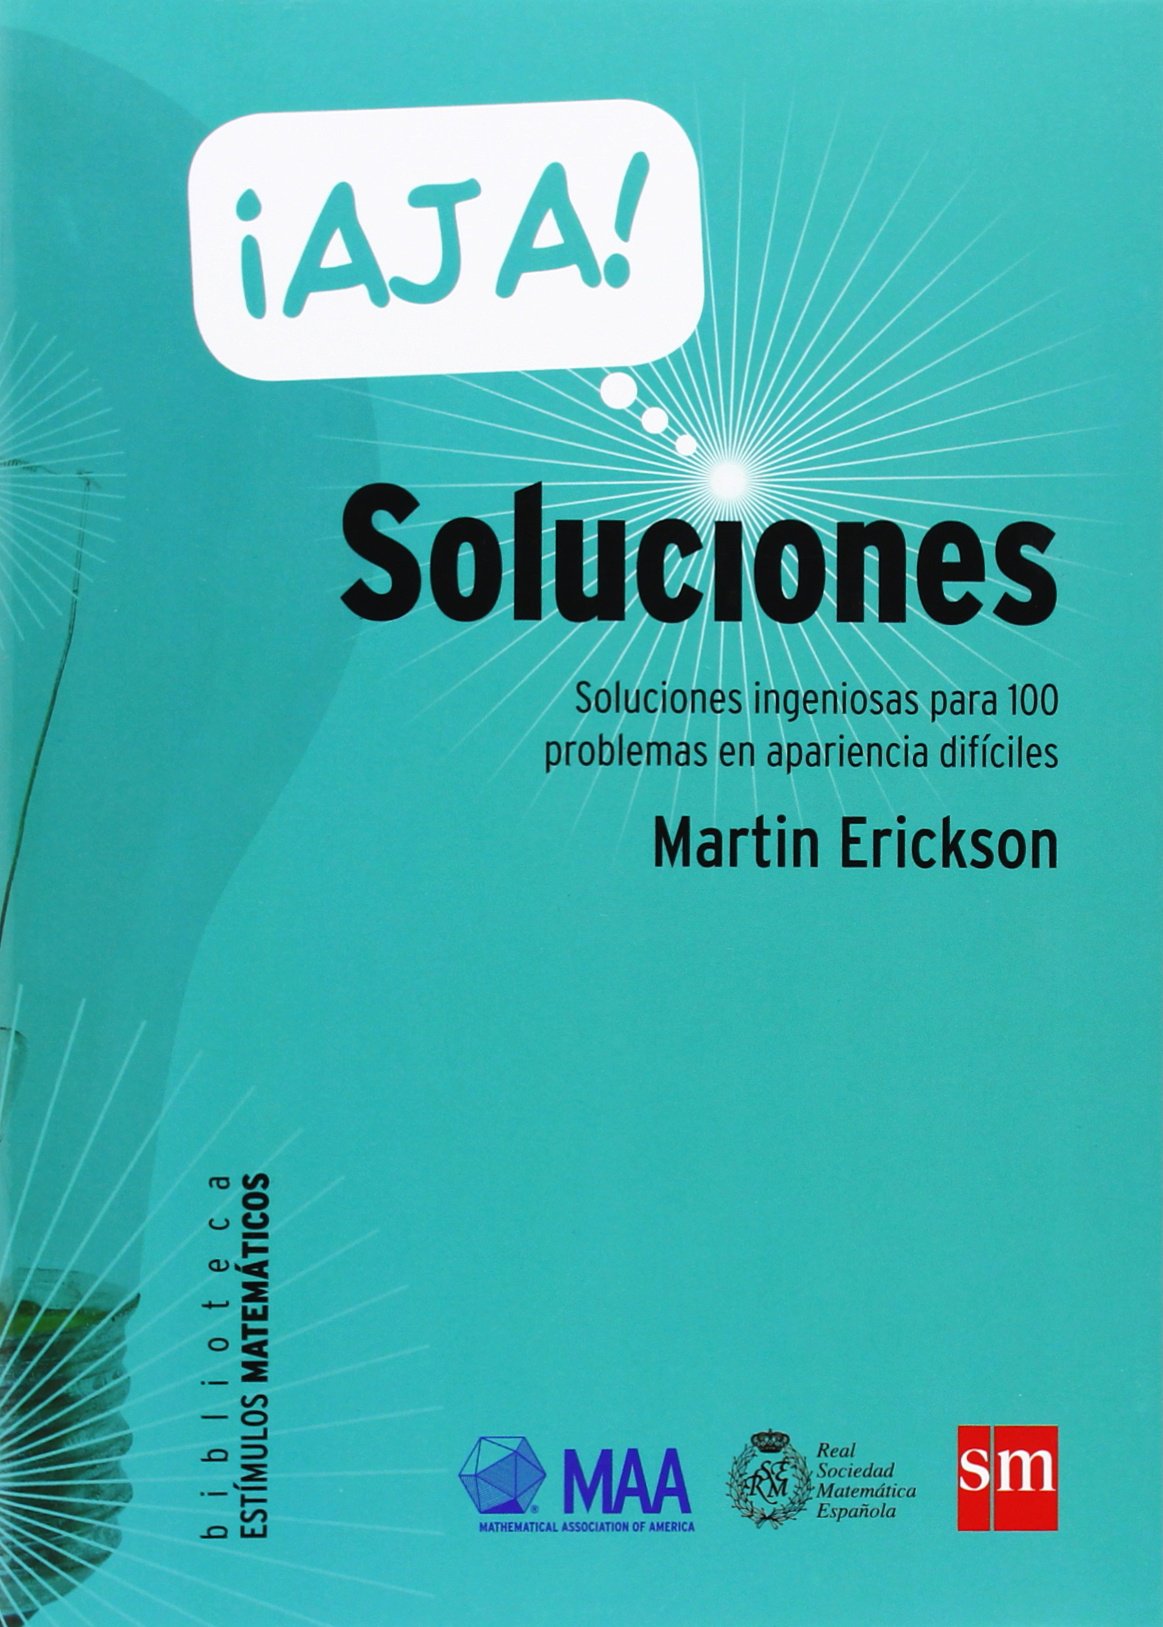 ¡AJA!
Soluciones
Soluciones ingeniosas para 100
problemas en apariencia difíciles
Martin Erickson
biblioteca
ESTÍMULOS MATEMÁTICOS
MAA
MATHEMATICAL ASSOCIATION OF AMERICA
RSEM
Real
Sociedad
Matemática
Española
sm